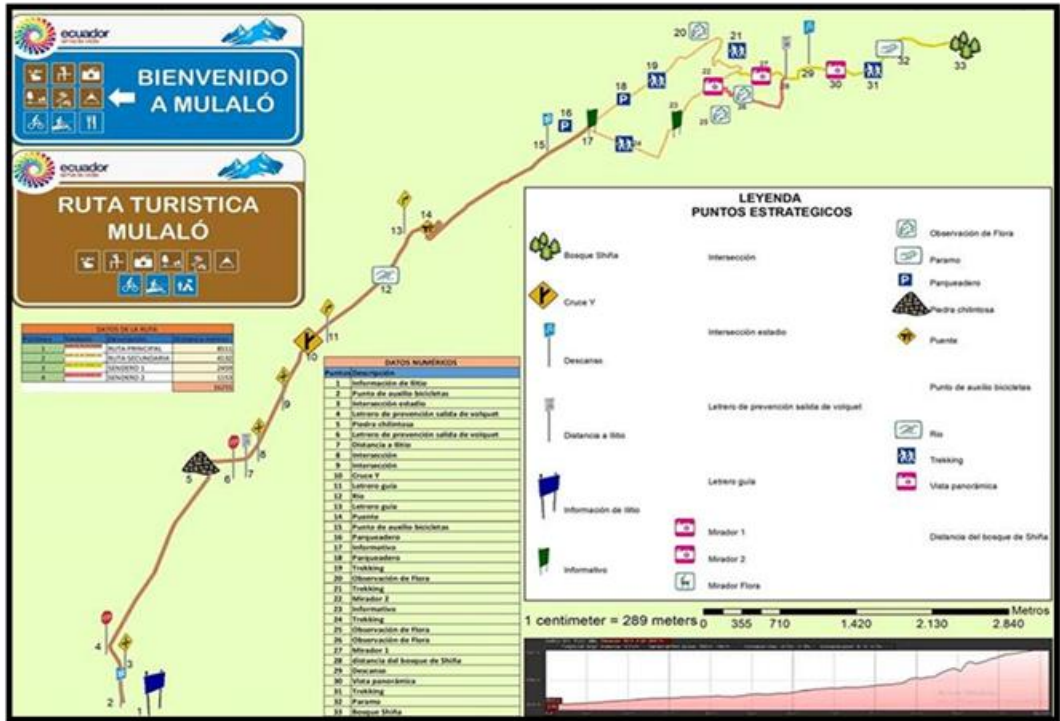 ecuador
BIENVENIDO
A MULALÓ
ecuador
RUTA TURISTICA
MULALÓ
DATOS DE LA RUTA
1 RUTA PRINCIPAL 8511
2 RUTA SECUNDARIA
3 SENDERO 1
4 SENDERO 2
DATOS NUMÉRICOS
Puntos Descripción
1 Información de Ilitio
2 Punto de auxilio bicicletas
3 Intersección estadio
4 Letrero de prevención salida de volquet
5 Piedra chilintosa
6 Letrero de prevención salida de volquet
7 Distancia a Ilitio
8 Intersección
9 Intersección
10 Cruce Y
11 Letrero guía
12 Rio
13 Letrero guía
14 Puente
15 Punto de auxilio bicicletas
16 Parqueadero
17 Informativo
18 Parqueadero
19 Trekking
20 Observación de Flora
21 Trekking
22 Mirador 2
23 Informativo
24 Trekking
25 Observación de Flora
26 Observación de Flora
27 Mirador 1
28 distancia del bosque de Shiña
29 Descanso
30 Vista panorámica
31 Trekking
32 Paramo
33 Bosque Shiña
1
2
3
4
5
6
7
8
9
10
11
12
13
14
15
16
17
18
19
20
21
22
23
24
25
26
27
28
29
30
31
32
33
LEYENDA
PUNTOS ESTRATEGICOS
Bosque Shiña
Cruce Y
Descanso
Distancia a Ilitio
Información de Ilitio
Informativo
Intersección
Intersección estadio
Letrero de prevención salida de volquet
Letrero guía
Mirador 1
Mirador 2
Mirador Flora
Observación de Flora
Paramo
Parqueadero
Piedra chilintosa
Puente
Punto de auxilio bicicletas
Rio
Trekking
Vista panorámica
Distancia del bosque de Shiña
1 centimeter = 289 meters
Metros
0 355 710 1.420 2.130 2.840